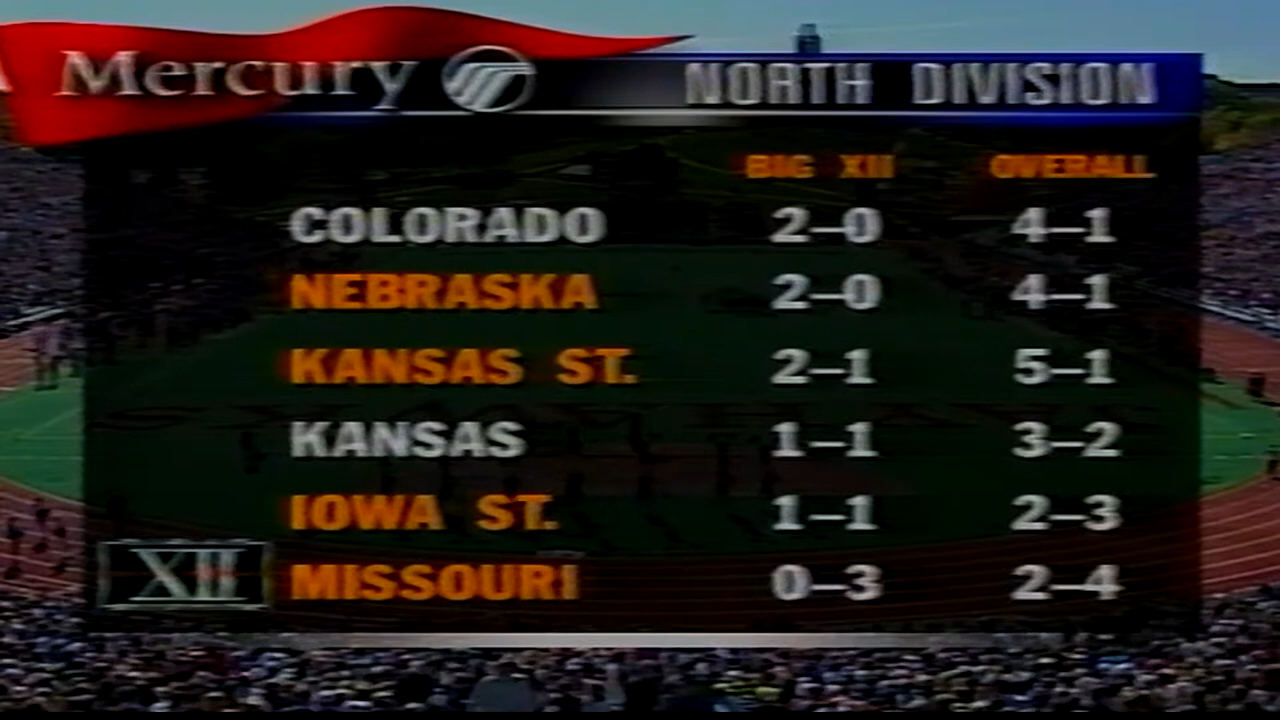 Mercury NORTH DIVISION
BIG XII OVERALL
COLORADO 2–0 4–1
NEBRASKA 2–0 4–1
KANSAS ST. 2–1 5–1
KANSAS 1–1 3–2
IOWA ST. 1–1 2–3
XII MISSOURI 0–3 2–4